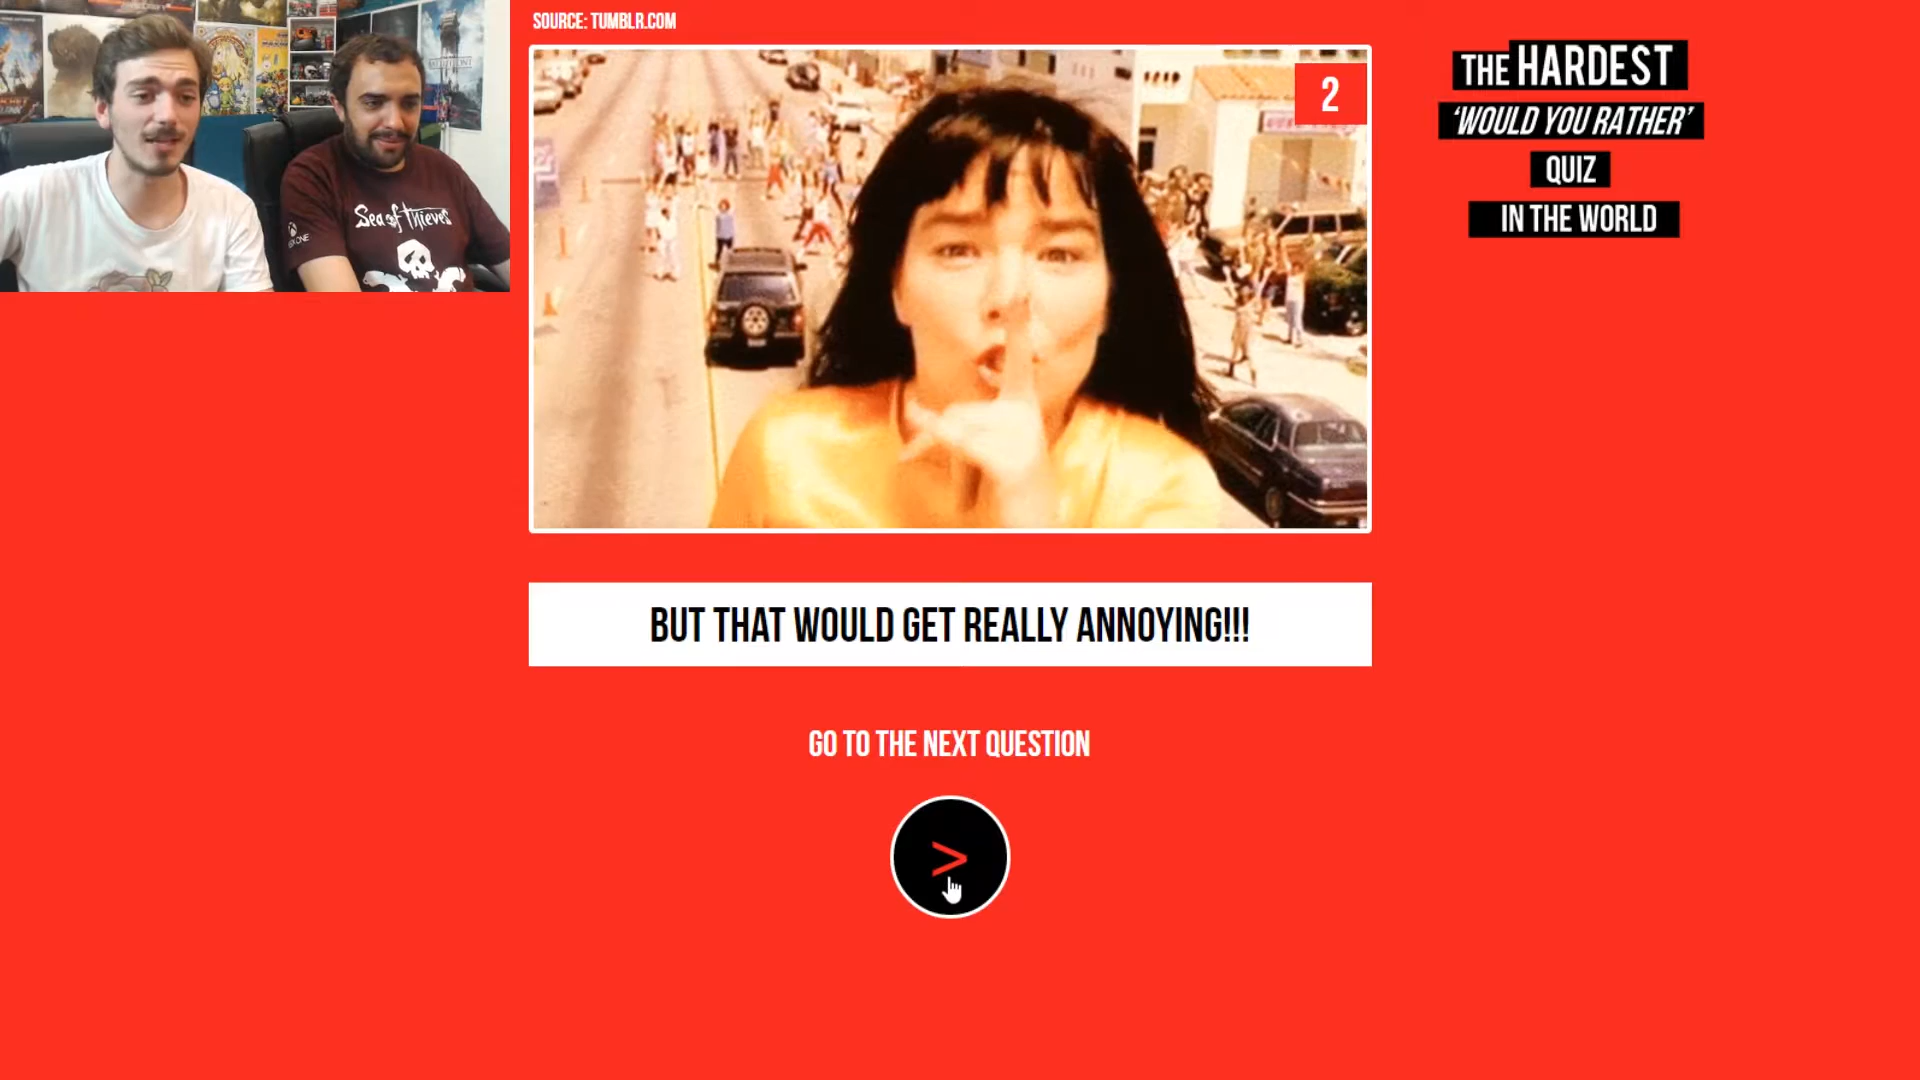 SOURCE: TUMBLR.COM
2
THE HARDEST
'WOULD YOU RATHER'
QUIZ
IN THE WORLD
Sea of Thieves
BUT THAT WOULD GET REALLY ANNOYING!!!
GO TO THE NEXT QUESTION
>